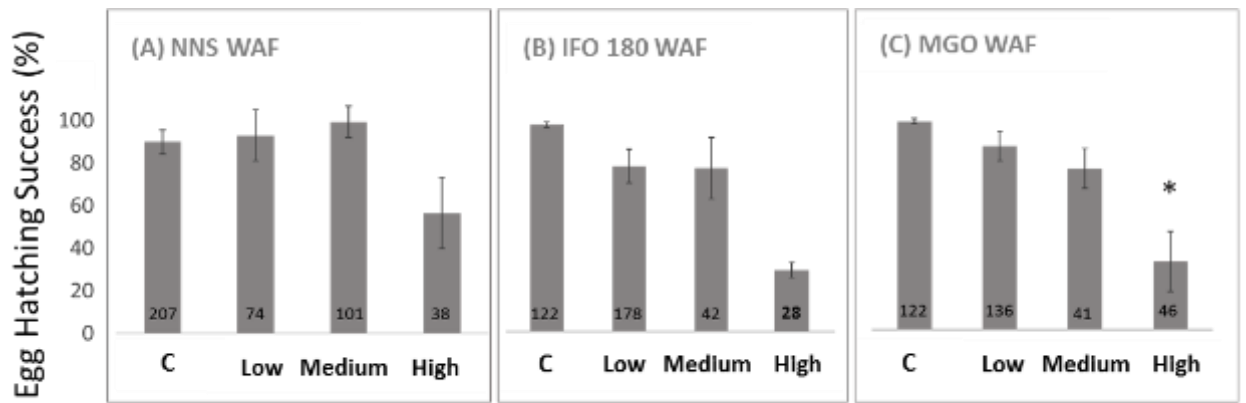 Egg Hatching Success (%)
100
80
60
40
20
0
(A) NNS WAF
207
74
101
38
C Low Medium High
(B) IFO 180 WAF
122
178
42
28
C Low Medium High
(C) MGO WAF
*
122
136
41
46
C Low Medium High